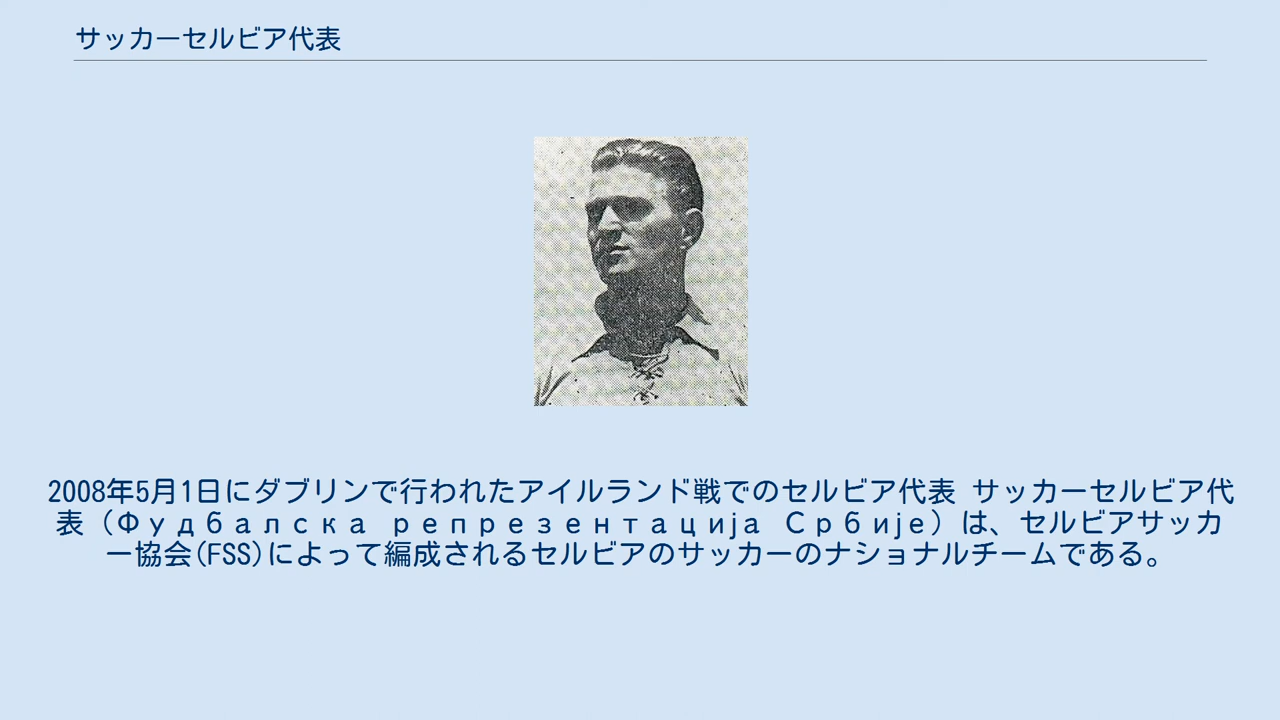 サッカーセルビア代表
2008年5月1日にダブリンで行われたアイルランド戦でのセルビア代表 サッカーセルビア代
表（Фудбалска репрезентација Србије）は、セルビアサッカ
ー協会(FSS)によって編成されるセルビアのサッカーのナショナルチームである。